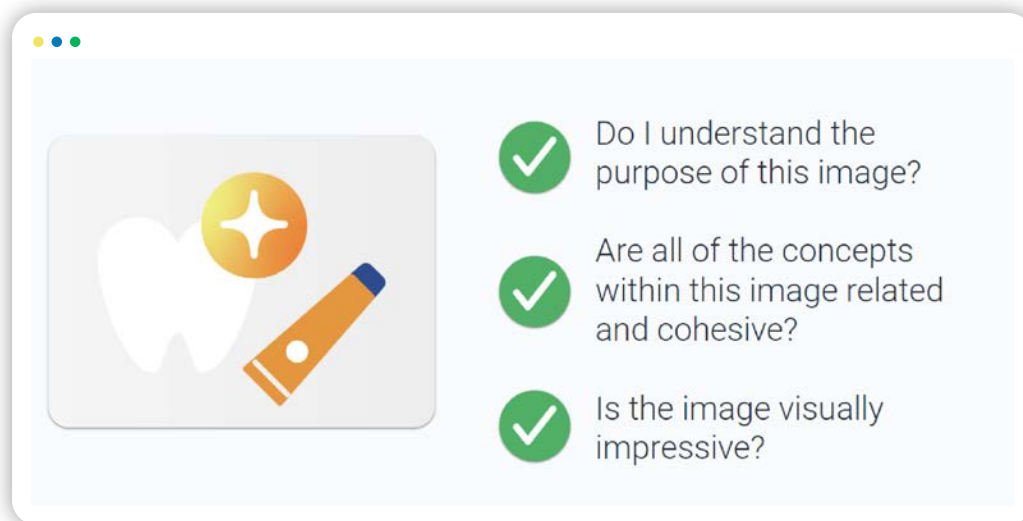 Do I understand the
purpose of this image?
Are all of the concepts
within this image related
and cohesive?
Is the image visually
impressive?